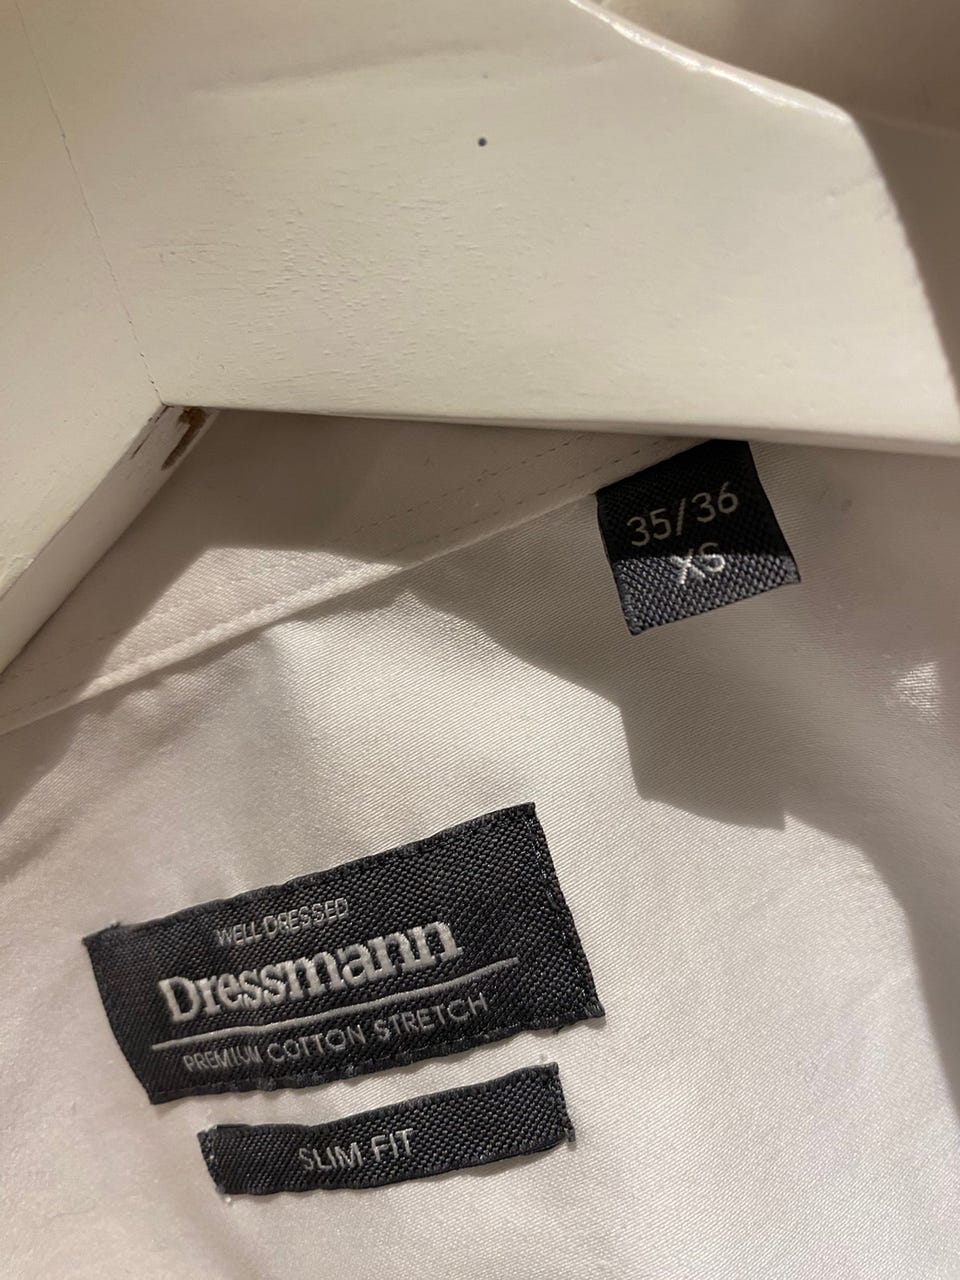 35/36
XS
WELL DRESSED
Dressmann
PREMIUM COTTON STRETCH
SLIM FIT